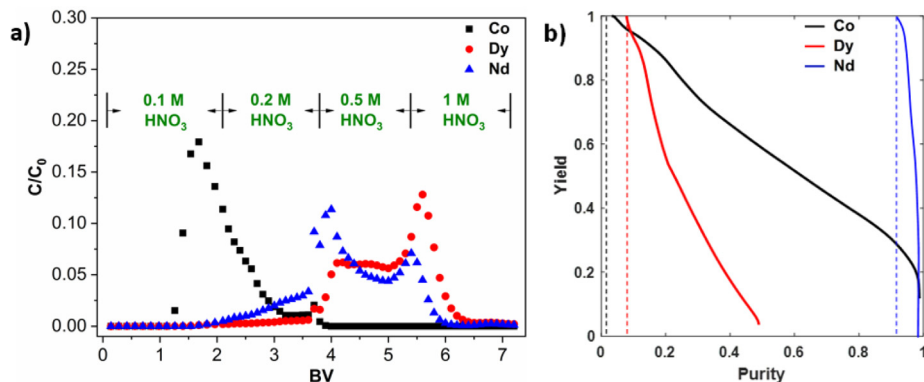 a)
0.30
0.25
0.20
0.15
0.10
0.05
0.00
C/C0
0 1 2 3 4 5 6 7
BV
Co
Dy
Nd
0.1 M 0.2 M 0.5 M 1 M
HNO3 HNO3 HNO3 HNO3
b)
1
0.8
0.6
0.4
0.2
0
Yield
0 0.2 0.4 0.6 0.8 1
Purity
Co
Dy
Nd